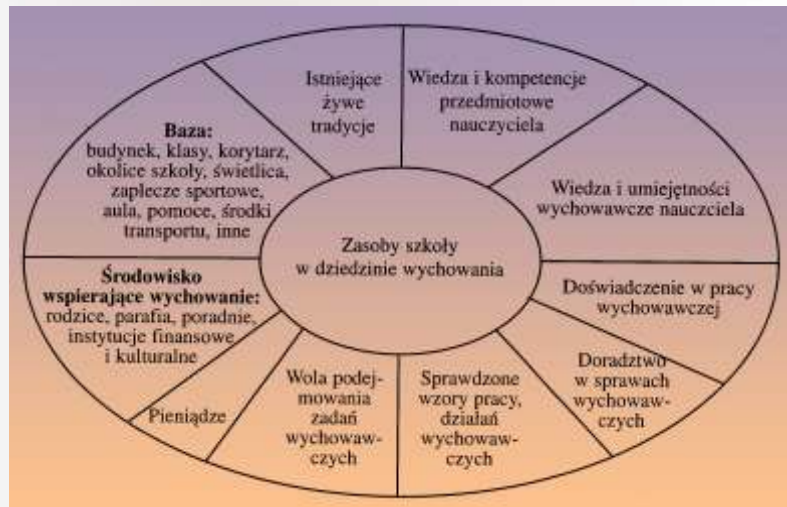 Istniejące
żywe
tradycje
Wiedza i kompetencje
przedmiotowe
nauczyciela
Wiedza i umiejętności
wychowawcze nauczciela
Doświadczenie w pracy
wychowawczej
Doradztwo
w sprawach
wychowaw-
czych
Sprawdzone
wzory pracy,
działań
wychowaw-
czych
Wola podej-
mowania
zadań
wychowaw-
czych
Pieniądze
Środowisko
wspierające wychowanie:
rodzice, parafia, poradnie,
instytucje finansowe
i kulturalne
Baza:
budynek, klasy, korytarz,
okolice szkoły, świetlica,
zaplecze sportowe,
aula, pomoce, środki
transportu, inne
Zasoby szkoły
w dziedzinie wychowania